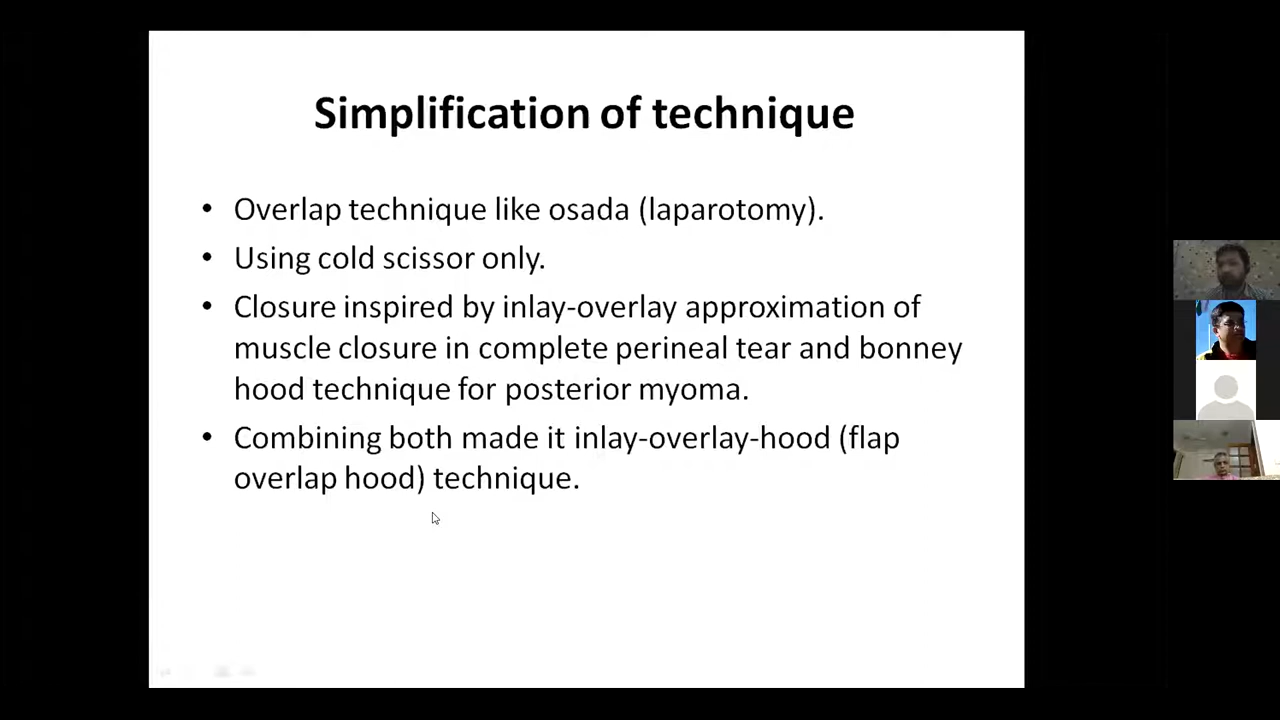 Simplification of technique
• Overlap technique like osada (laparotomy).
• Using cold scissor only.
• Closure inspired by inlay-overlay approximation of
muscle closure in complete perineal tear and bonney
hood technique for posterior myoma.
• Combining both made it inlay-overlay-hood (flap
overlap hood) technique.